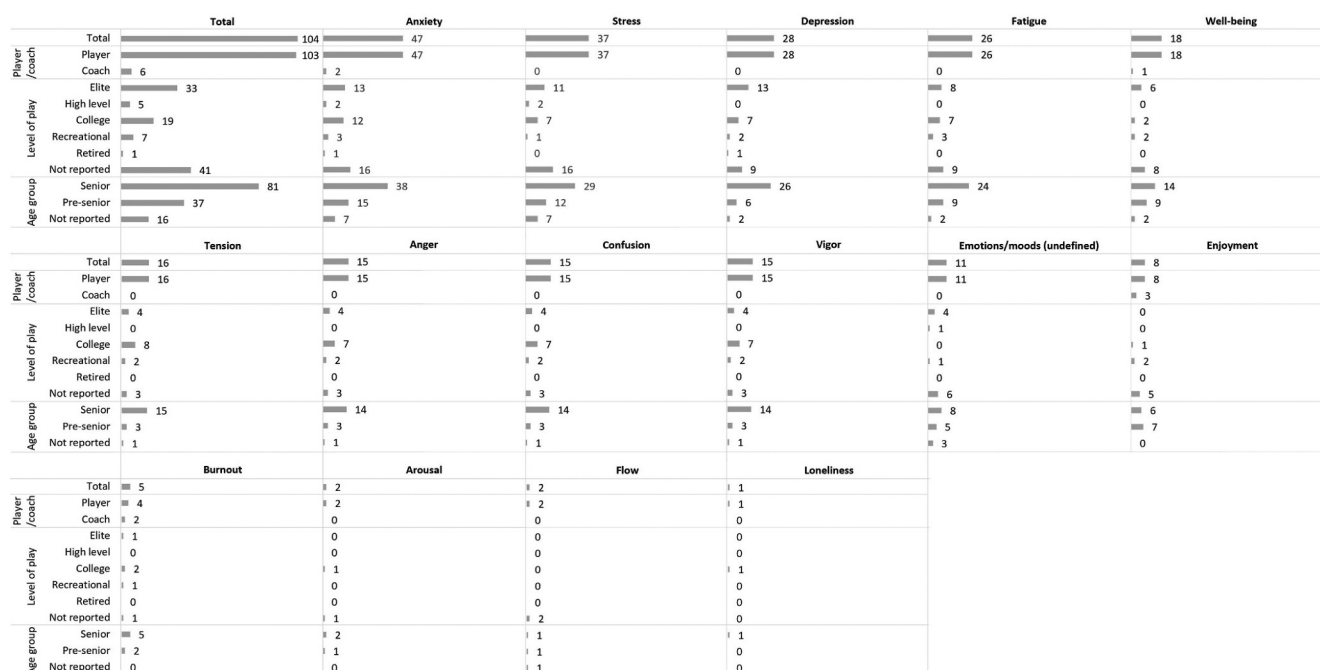 Total Anxiety Stress Depression Fatigue Well-being
Player /coach
Total 104 47 37 28 26 18
Player 103 47 37 28 26 18
Coach 6 2 0 0 0 1
Level of play
Elite 33 13 11 13 8 6
High level 5 2 2 0 0 0
College 19 12 7 7 7 2
Recreational 7 3 1 2 3 2
Retired 1 1 0 1 0 0
Not reported 41 16 16 9 9 8
Age group
Senior 81 38 29 26 24 14
Pre-senior 37 15 12 6 9 9
Not reported 16 7 7 2 2 2
Tension Anger Confusion Vigor Emotions/moods (undefined) Enjoyment
Player /coach
Total 16 15 15 15 11 8
Player 16 15 15 15 11 8
Coach 0 0 0 0 0 3
Level of play
Elite 4 4 4 4 4 0
High level 0 0 0 0 1 0
College 8 7 7 7 0 1
Recreational 2 2 2 2 1 2
Retired 0 0 0 0 0 0
Not reported 3 3 3 3 6 5
Age group
Senior 15 14 14 14 8 6
Pre-senior 3 3 3 3 5 7
Not reported 1 1 1 1 3 0
Burnout Arousal Flow Loneliness
Player /coach
Total 5 2 2 1
Player 4 2 2 1
Coach 2 0 0 0
Level of play
Elite 1 0 0 0
High level 0 0 0 0
College 2 1 0 1
Recreational 1 0 0 0
Retired 0 0 0 0
Not reported 1 1 2 0
Age group
Senior 5 2 1 1
Pre-senior 2 1 1 0
Not reported 0 0 1 0